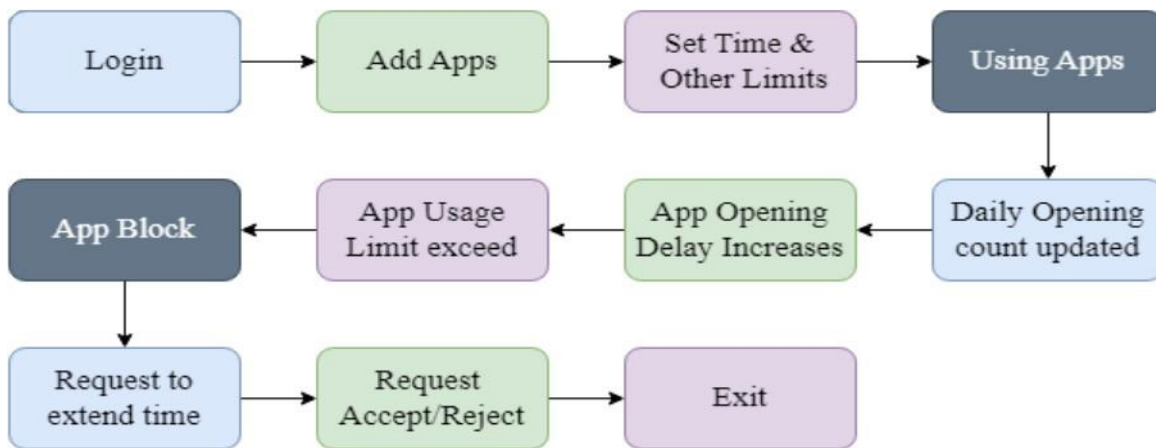 Login
Add Apps
Set Time &
Other Limits
Using Apps
Daily Opening
count updated
App Opening
Delay Increases
App Usage
Limit exceed
App Block
Request to
extend time
Request
Accept/Reject
Exit